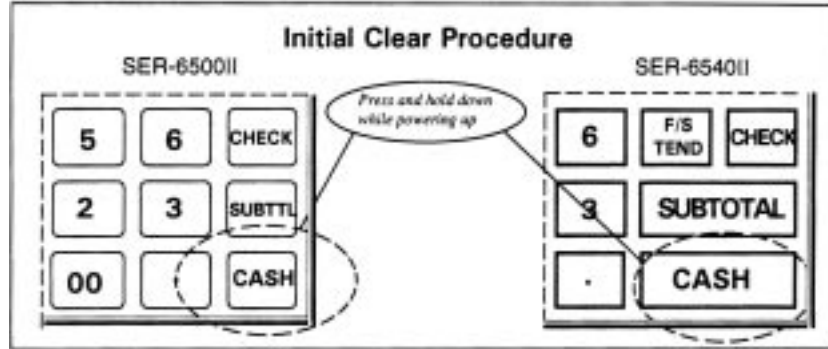 Initial Clear Procedure
SER-6500II
SER-6540II
Press and hold down
while powering up
5
6
CHECK
2
3
SUBTTL
00
CASH
6
F/S
TEND
CHECK
3
SUBTOTAL
.
CASH